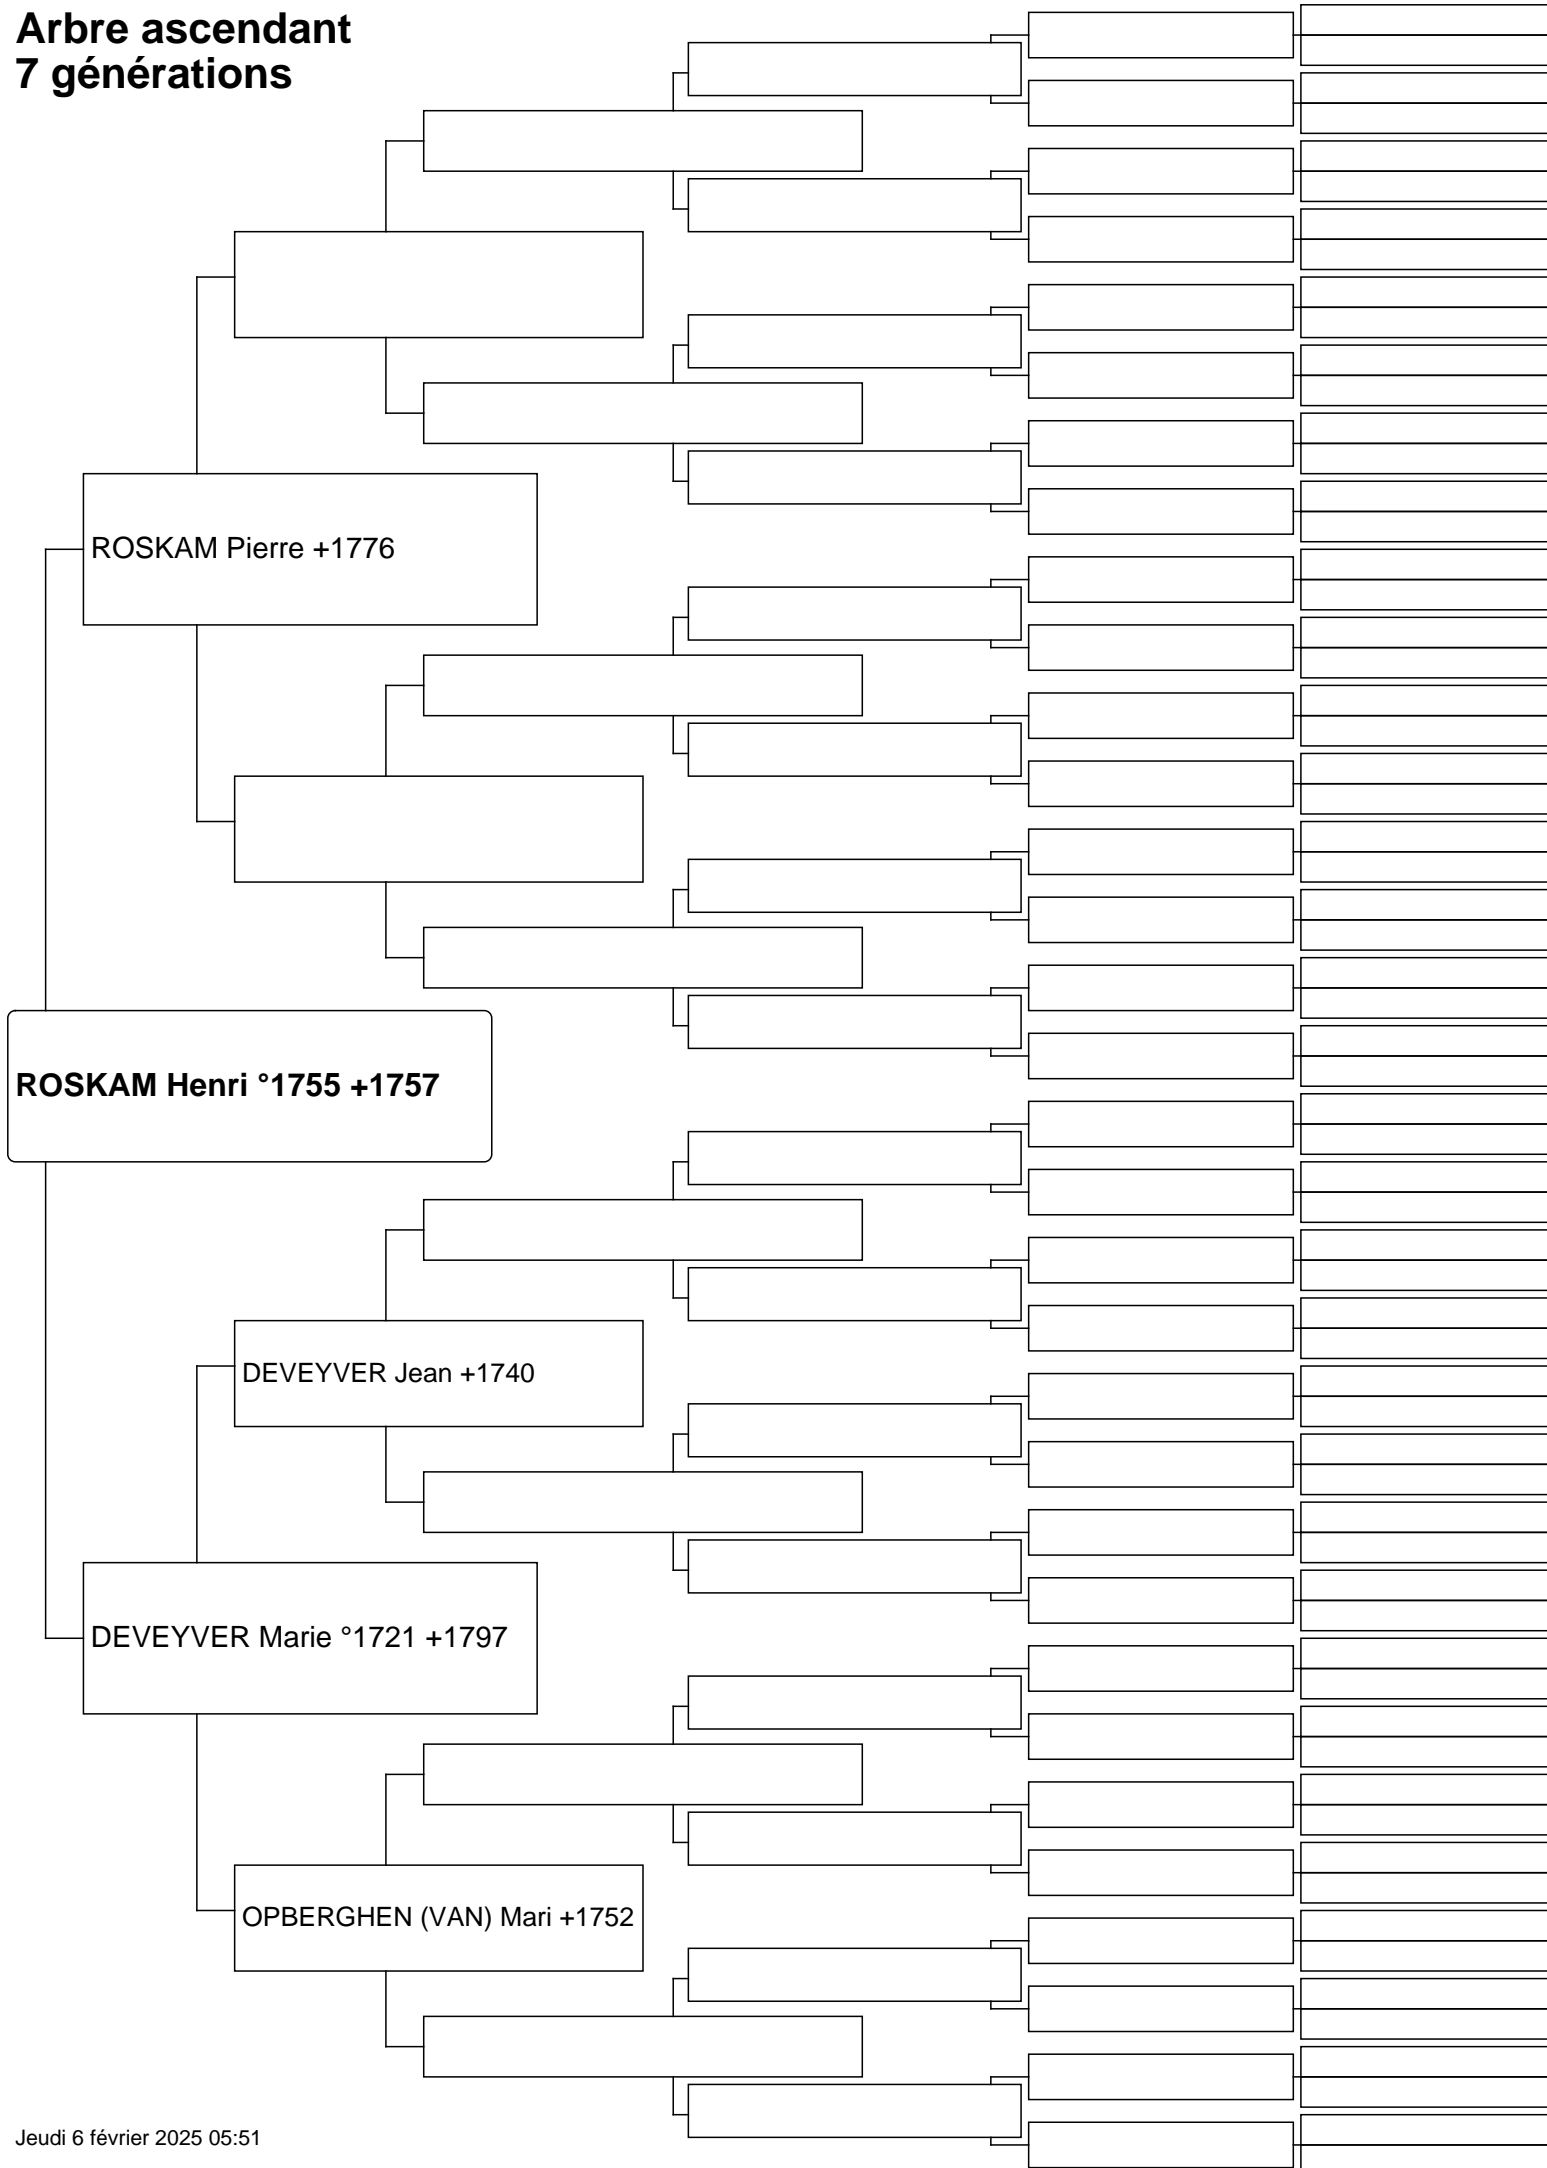 Arbre ascendant
7 générations
ROSKAM Pierre +1776
ROSKAM Henri °1755 +1757
DEVEYVER Jean +1740
DEVEYVER Marie °1721 +1797
OPBERGHEN (VAN) Mari +1752
Jeudi 6 février 2025 05:51